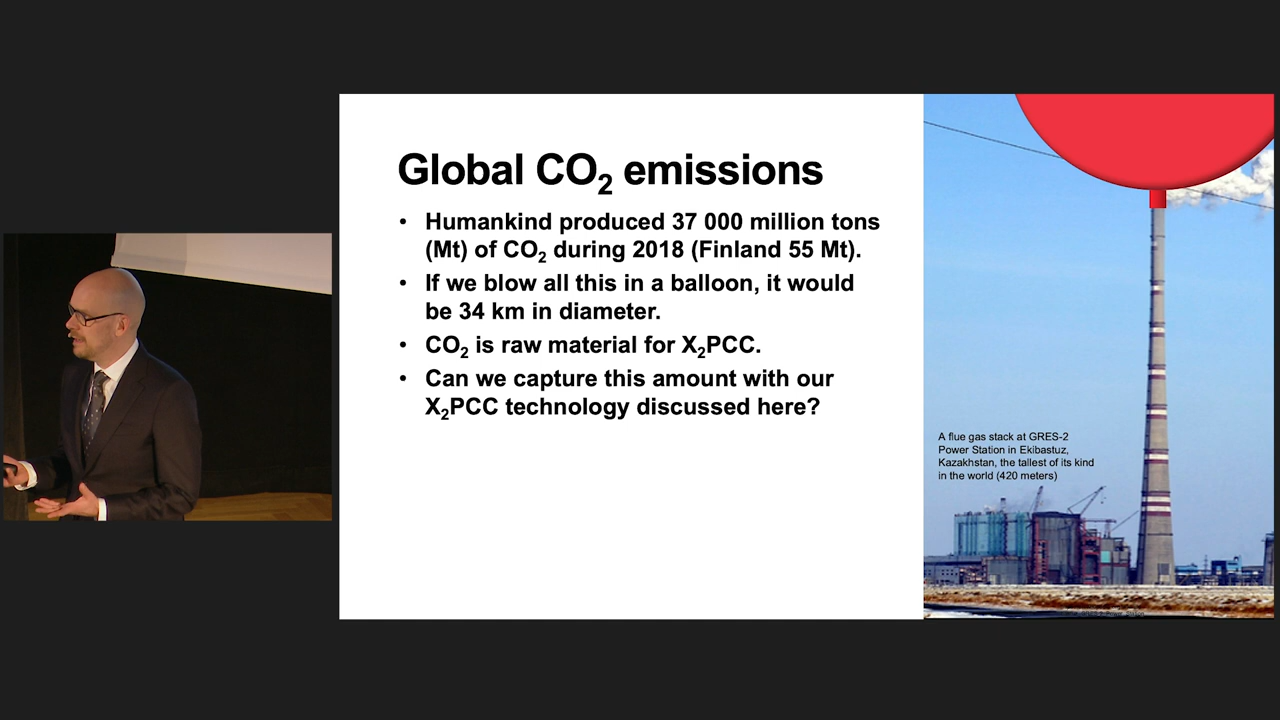 Global CO₂ emissions
• Humankind produced 37 000 million tons
(Mt) of CO₂ during 2018 (Finland 55 Mt).
• If we blow all this in a balloon, it would
be 34 km in diameter.
• CO₂ is raw material for X₂PCC.
• Can we capture this amount with our
X₂PCC technology discussed here?
A flue gas stack at GRES-2
Power Station in Ekibastuz,
Kazakhstan, the tallest of its kind
in the world (420 meters)